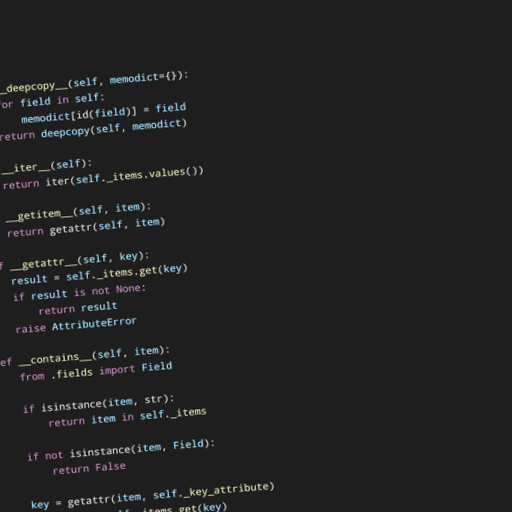 _deepcopy__(self, memodict={}):
for field in self:
memodict[id(field)] = field
return deepcopy(self, memodict)
__iter__(self):
return iter(self._items.values())
__getitem__(self, item):
return getattr(self, item)
f __getattr__(self, key):
result = self._items.get(key)
if result is not None:
return result
raise AttributeError
ef __contains__(self, item):
from .fields import Field
if isinstance(item, str):
return item in self._items
if not isinstance(item, Field):
return False
key = getattr(item, self._key_attribute)
_items.get(key)